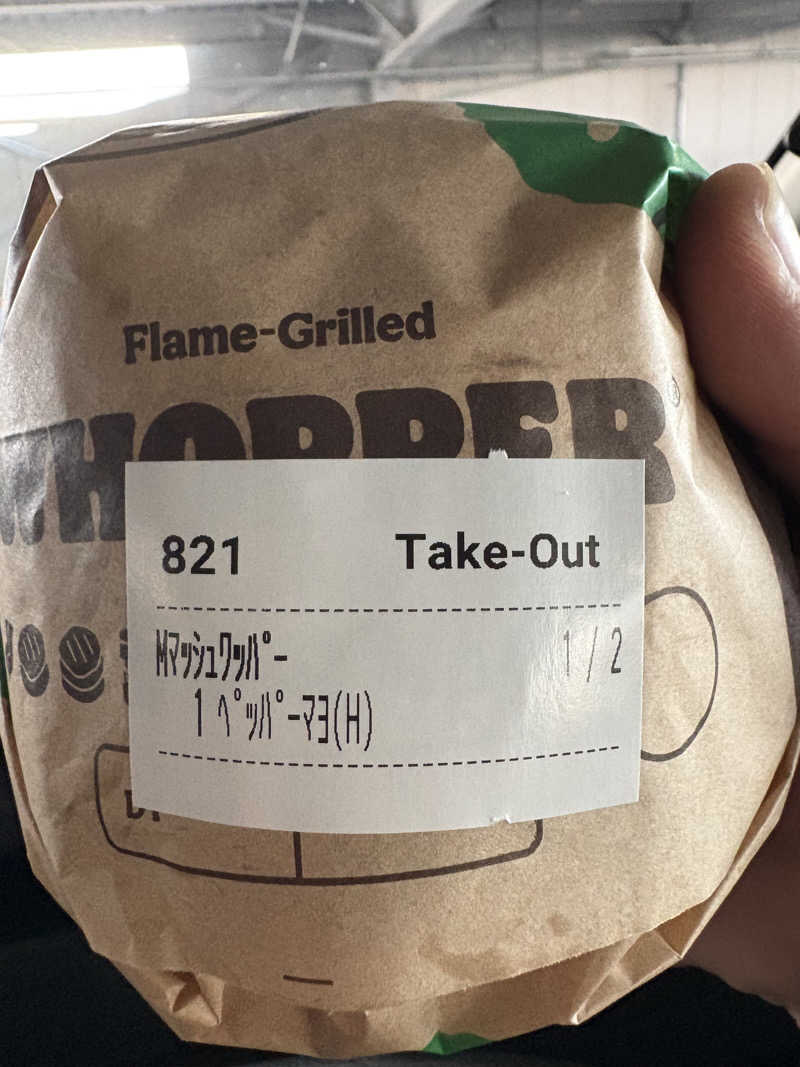 Flame-Grilled
WHOPPER
821 Take-Out
Mマッシュワッパー 1 / 2
1 ペッパーマヨ(H)